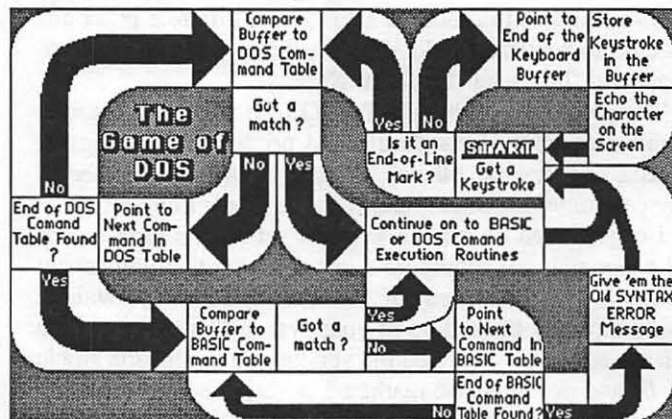 Compare
Buffer to
DOS Com-
mand Table
Got a
match ?
No
Yes
Yes
No
Point to
End of the
Keyboard
Buffer
Store
Keystroke
in the
Buffer
Echo the
Character
on the
Screen
The
Game of
DOS
Is it an
End-of-Line
Mark ?
START
Get a
Keystroke
No
End of DOS
Comand
Table Found
?
Yes
Point to
Next Com-
mand In
DOS Table
Continue on to BASIC
or DOS Comand
Execution Routines
Compare
Buffer to
BASIC Com-
mand Table
Got a
match ?
Yes
No
Point
to Next
Command In
BASIC Table
Give 'em the
Old SYNTAX
ERROR
Message
End of BASIC
Command
Table Found?
No
Yes